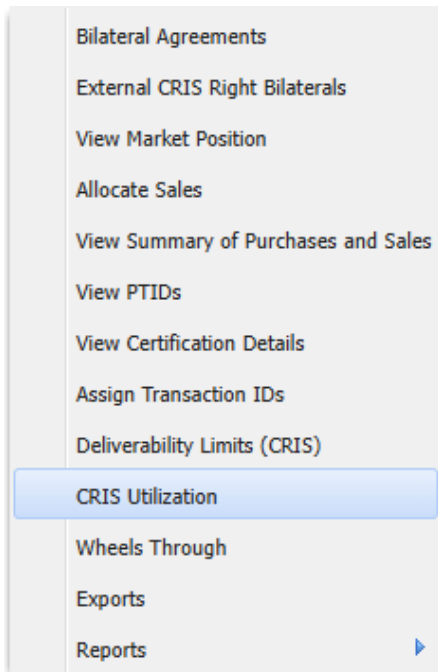 Bilateral Agreements
External CRIS Right Bilaterals
View Market Position
Allocate Sales
View Summary of Purchases and Sales
View PTIDs
View Certification Details
Assign Transaction IDs
Deliverability Limits (CRIS)
CRIS Utilization
Wheels Through
Exports
Reports